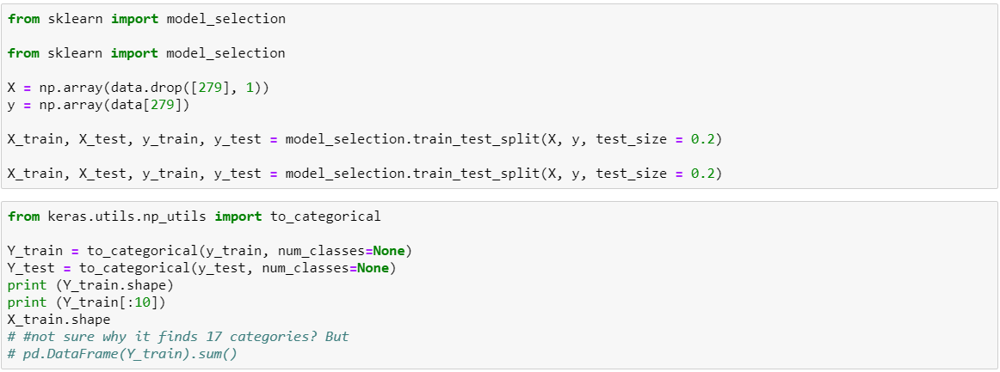 from sklearn import model_selection
from sklearn import model_selection
X = np.array(data.drop([279], 1))
y = np.array(data[279])
X_train, X_test, y_train, y_test = model_selection.train_test_split(X, y, test_size = 0.2)
X_train, X_test, y_train, y_test = model_selection.train_test_split(X, y, test_size = 0.2)
from keras.utils.np_utils import to_categorical
Y_train = to_categorical(y_train, num_classes=None)
Y_test = to_categorical(y_test, num_classes=None)
print (Y_train.shape)
print (Y_train[:10])
X_train.shape
# #not sure why it finds 17 categories? But
# pd.DataFrame(Y_train).sum()